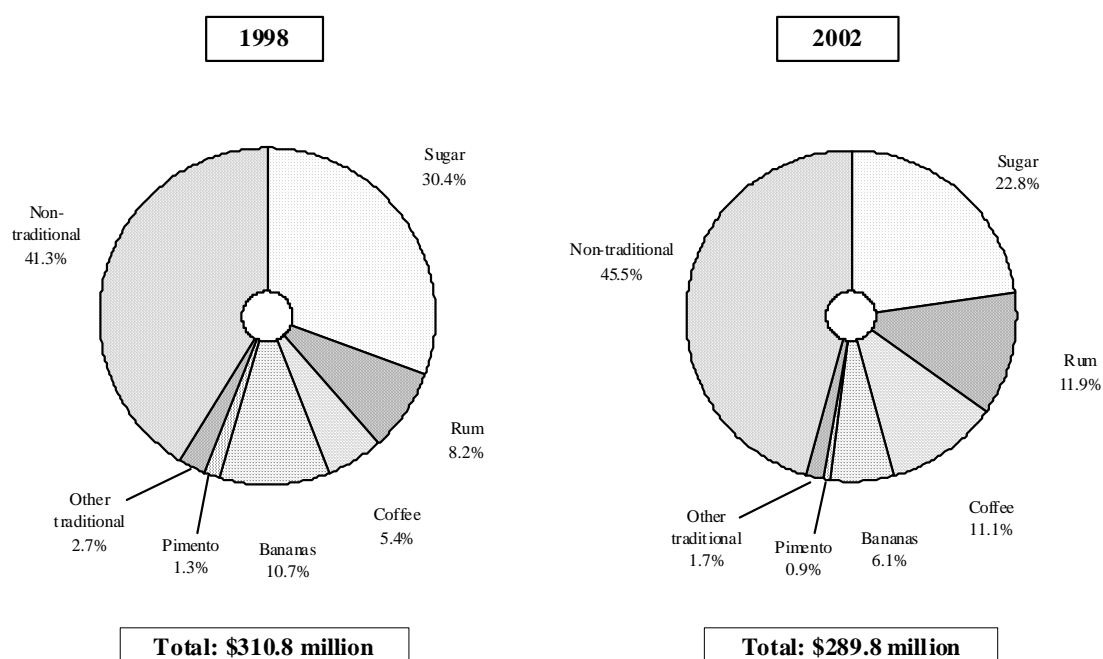 1998
Sugar
30.4%
Non-
traditional
41.3%
Rum
8.2%
Coffee
5.4%
Other
traditional
2.7%
Pimento
1.3%
Bananas
10.7%
Total: $310.8 million
2002
Sugar
22.8%
Non-traditional
45.5%
Rum
11.9%
Coffee
11.1%
Other
traditional
1.7%
Pimento
0.9%
Bananas
6.1%
Total: $289.8 million